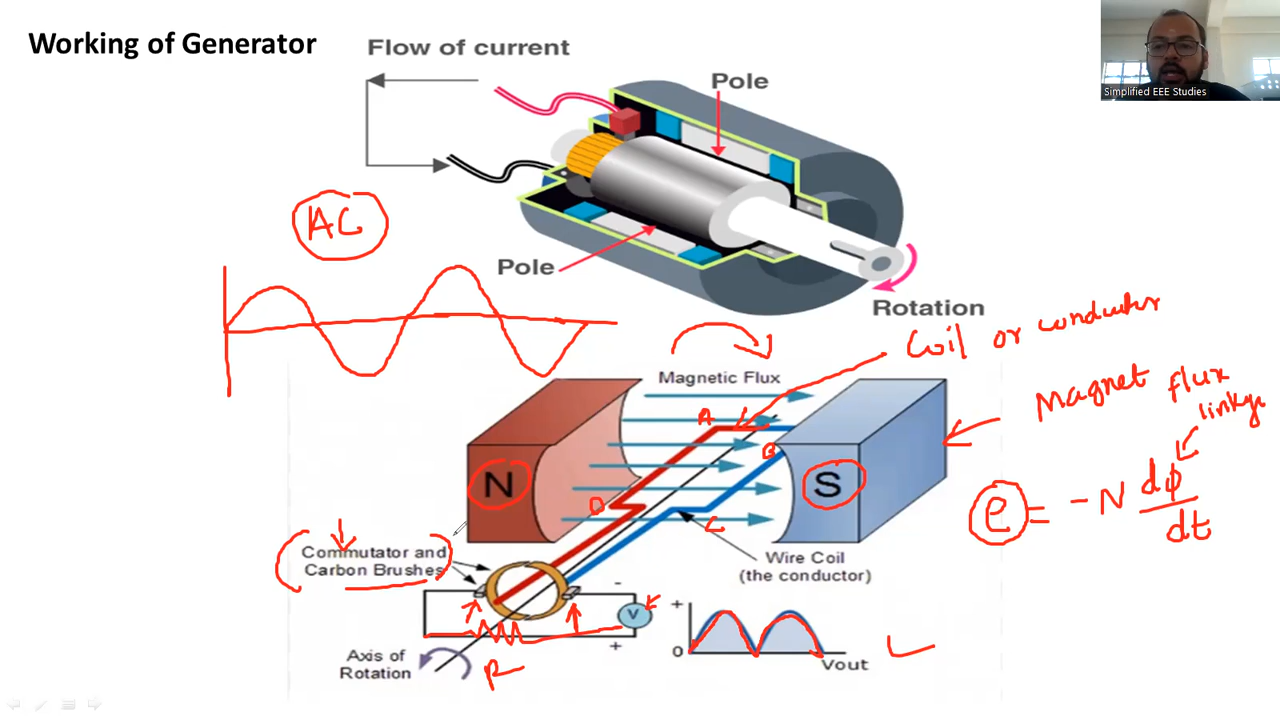 Working of Generator
Flow of current
Pole
Simplified EEE Studies
AC
Pole
Rotation
Coil or conductor
Magnetic Flux
Magnet flux
linkage
A
B
N
S
D
C
e = -N dφ/dt
Commutator and
Carbon Brushes
Wire Coil
(the conductor)
-
V
+
+
0
Vout
Axis of
Rotation
R